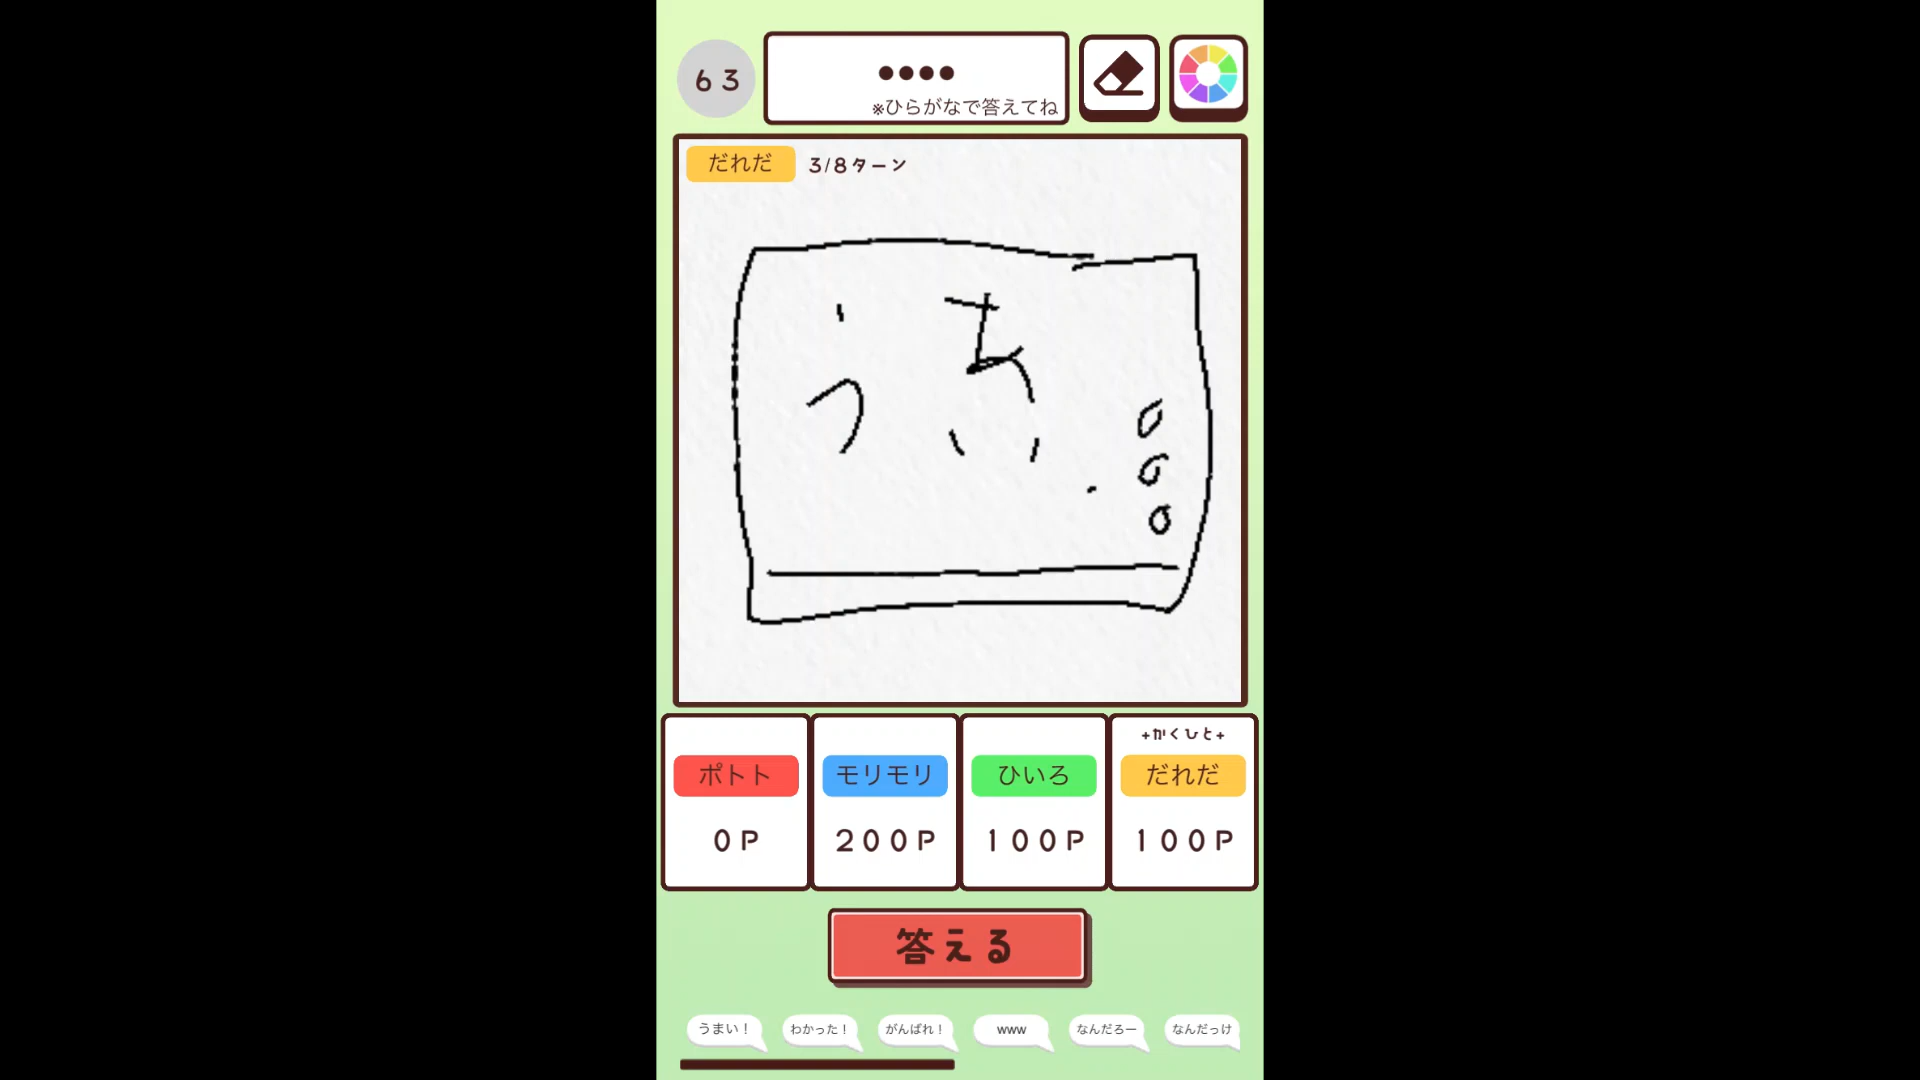 63
●●●●
※ひらがなで答えてね
だれだ 3/8ターン
+かくひと+
ポトト モリモリ ひいろ だれだ
0P 200P 100P 100P
答える
うまい! わかった! がんばれ! www なんだろー なんだっけ